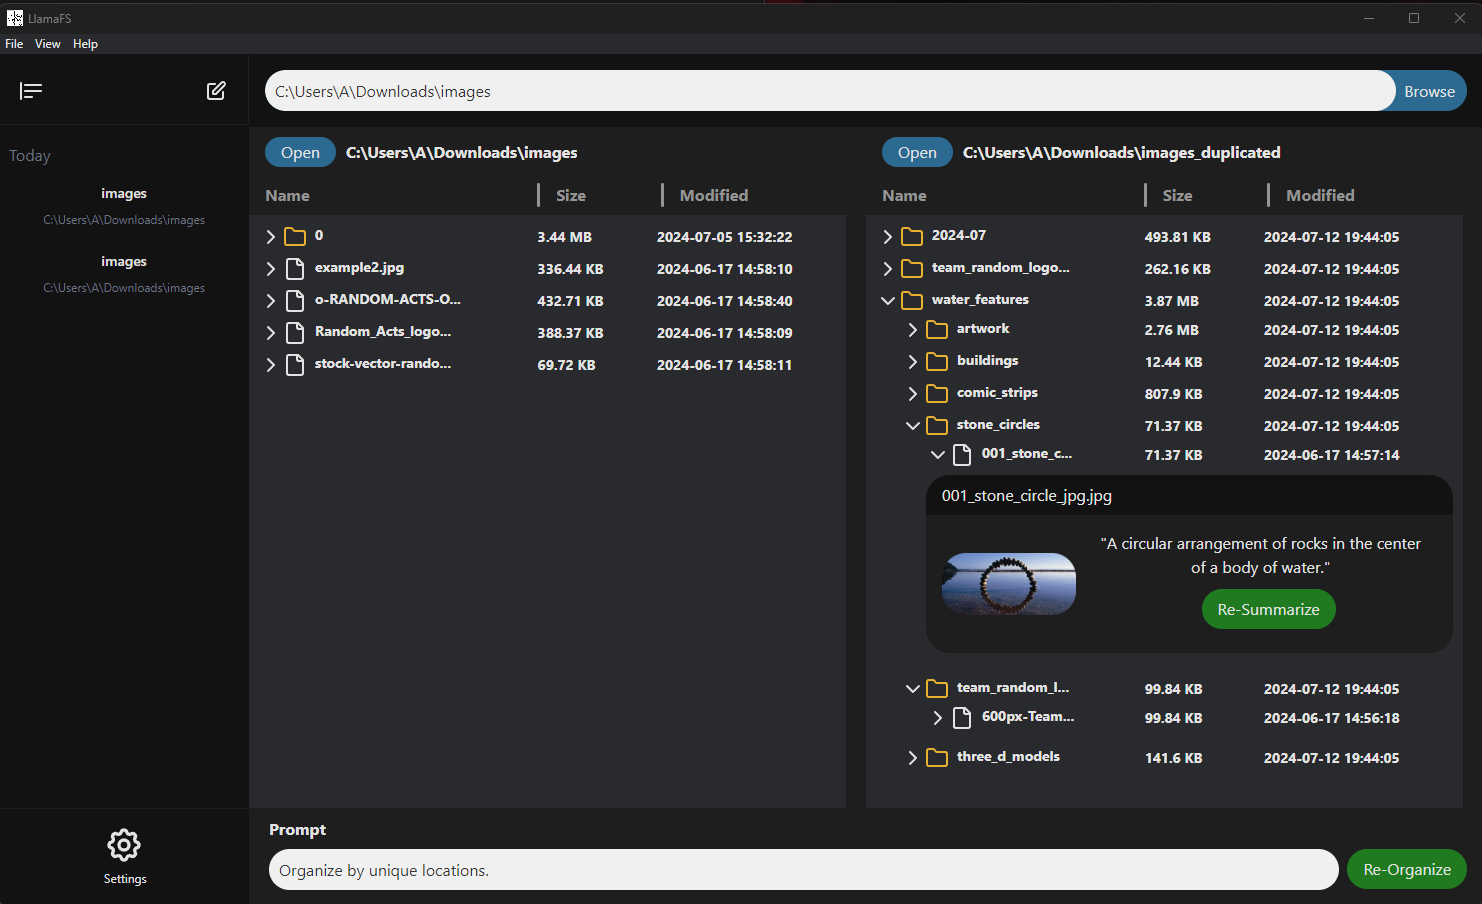 LlamaFS
File View Help
C:\Users\A\Downloads\images Browse
Today
images
C:\Users\A\Downloads\images
images
C:\Users\A\Downloads\images
Settings
Open C:\Users\A\Downloads\images
Name Size Modified
0 3.44 MB 2024-07-05 15:32:22
example2.jpg 336.44 KB 2024-06-17 14:58:10
o-RANDOM-ACTS-O... 432.71 KB 2024-06-17 14:58:40
Random_Acts_logo... 388.37 KB 2024-06-17 14:58:09
stock-vector-rando... 69.72 KB 2024-06-17 14:58:11
Open C:\Users\A\Downloads\images_duplicated
Name Size Modified
2024-07 493.81 KB 2024-07-12 19:44:05
team_random_logo... 262.16 KB 2024-07-12 19:44:05
water_features 3.87 MB 2024-07-12 19:44:05
artwork 2.76 MB 2024-07-12 19:44:05
buildings 12.44 KB 2024-07-12 19:44:05
comic_strips 807.9 KB 2024-07-12 19:44:05
stone_circles 71.37 KB 2024-07-12 19:44:05
001_stone_c... 71.37 KB 2024-06-17 14:57:14
001_stone_circle_jpg.jpg
"A circular arrangement of rocks in the center
of a body of water."
Re-Summarize
team_random_l... 99.84 KB 2024-07-12 19:44:05
600px-Team... 99.84 KB 2024-06-17 14:56:18
three_d_models 141.6 KB 2024-07-12 19:44:05
Prompt
Organize by unique locations. Re-Organize